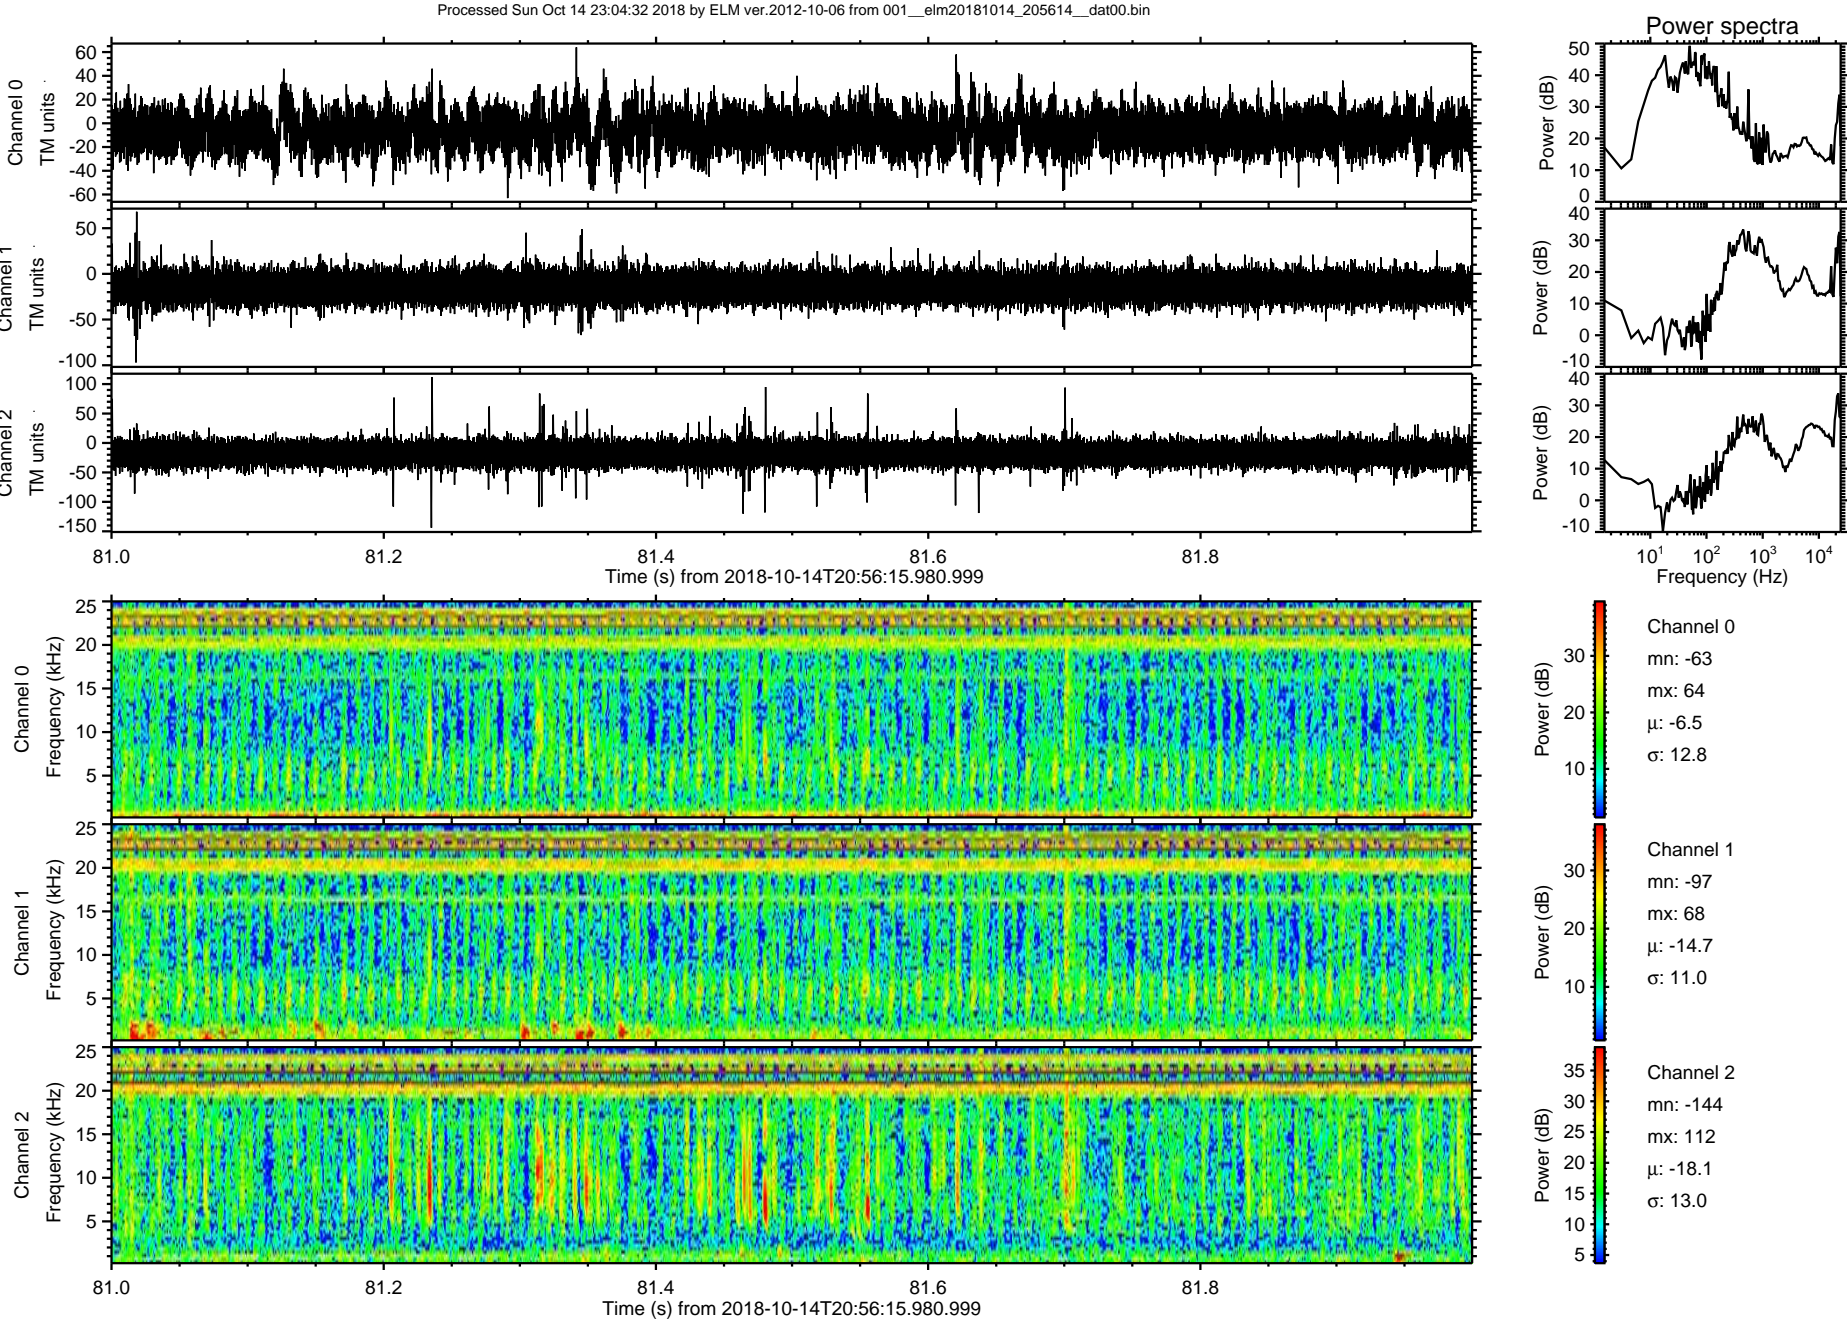 Processed Sun Oct 14 23:04:32 2018 by ELM ver.2012-10-06 from 001__elm20181014_205614__dat00.bin
Power spectra
Channel 0
TM units
60
40
20
0
-20
-40
-60
Power (dB)
50
40
30
20
10
0
Channel 1
TM units
50
0
-50
-100
Power (dB)
40
30
20
10
0
-10
Channel 2
TM units
100
50
0
-50
-100
-150
Power (dB)
40
30
20
10
0
-10
81.0 81.2 81.4 81.6 81.8
Time (s) from 2018-10-14T20:56:15.980.999
10¹ 10² 10³ 10⁴
Frequency (Hz)
Channel 0
Frequency (kHz)
25
20
15
10
5
Power (dB)
30
20
10
Channel 0
mn: -63
mx: 64
μ: -6.5
σ: 12.8
Channel 1
Frequency (kHz)
25
20
15
10
5
Power (dB)
30
20
10
Channel 1
mn: -97
mx: 68
μ: -14.7
σ: 11.0
Channel 2
Frequency (kHz)
25
20
15
10
5
Power (dB)
35
30
25
20
15
10
5
Channel 2
mn: -144
mx: 112
μ: -18.1
σ: 13.0
81.0 81.2 81.4 81.6 81.8
Time (s) from 2018-10-14T20:56:15.980.999